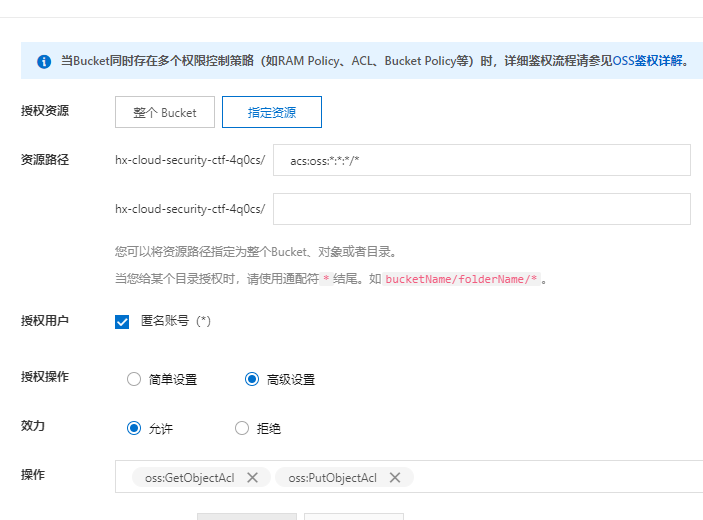 当Bucket同时存在多个权限控制策略（如RAM Policy、ACL、Bucket Policy等）时，详细鉴权流程请参见OSS鉴权详解。
授权资源 整个 Bucket 指定资源
资源路径 hx-cloud-security-ctf-4q0cs/ acs:oss:*:*:*/*
hx-cloud-security-ctf-4q0cs/
您可以将资源路径指定为整个Bucket、对象或者目录。
当您给某个目录授权时，请使用通配符 * 结尾。如 bucketName/folderName/* 。
授权用户 匿名账号（*）
授权操作 简单设置 高级设置
效力 允许 拒绝
操作 oss:GetObjectAcl oss:PutObjectAcl